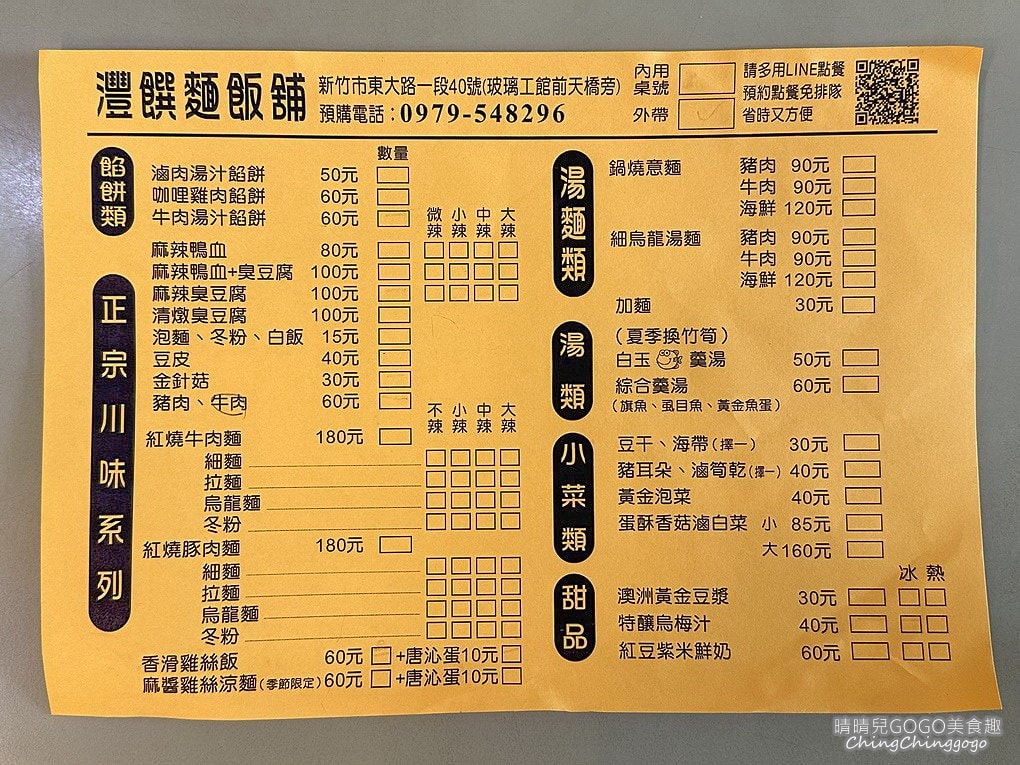 灃饌麵飯舖
新竹市東大路一段40號(玻璃工館前天橋旁)
預購電話：0979-548296
內用
桌號
外帶
請多用LINE點餐
預約點餐免排隊
省時又方便
餡餅類
數量
滷肉湯汁餡餅 50元
咖哩雞肉餡餅 60元
牛肉湯汁餡餅 60元
正宗川味系列
微辣 小辣 中辣 大辣
麻辣鴨血 80元
麻辣鴨血+臭豆腐 100元
麻辣臭豆腐 100元
清燉臭豆腐 100元
泡麵、冬粉、白飯 15元
豆皮 40元
金針菇 30元
豬肉、牛肉 60元
不辣 小辣 中辣 大辣
紅燒牛肉麵 180元
細麵
拉麵
烏龍麵
冬粉
紅燒豚肉麵 180元
細麵
拉麵
烏龍麵
冬粉
香滑雞絲飯 60元 +唐沁蛋10元
麻醬雞絲涼麵(季節限定) 60元 +唐沁蛋10元
湯麵類
鍋燒意麵 豬肉 90元
牛肉 90元
海鮮 120元
細烏龍湯麵 豬肉 90元
牛肉 90元
海鮮 120元
加麵 30元
湯類
(夏季換竹筍)
白玉 羹湯 50元
綜合羹湯 60元
(旗魚、虱目魚、黃金魚蛋)
小菜類
豆干、海帶(擇一) 30元
豬耳朵、滷筍乾(擇一) 40元
黃金泡菜 40元
蛋酥香菇滷白菜 小 85元
大 160元
甜品
冰 熱
澳洲黃金豆漿 30元
特釀烏梅汁 40元
紅豆紫米鮮奶 60元
晴晴兒GOGO美食趣
ChingChinggogo